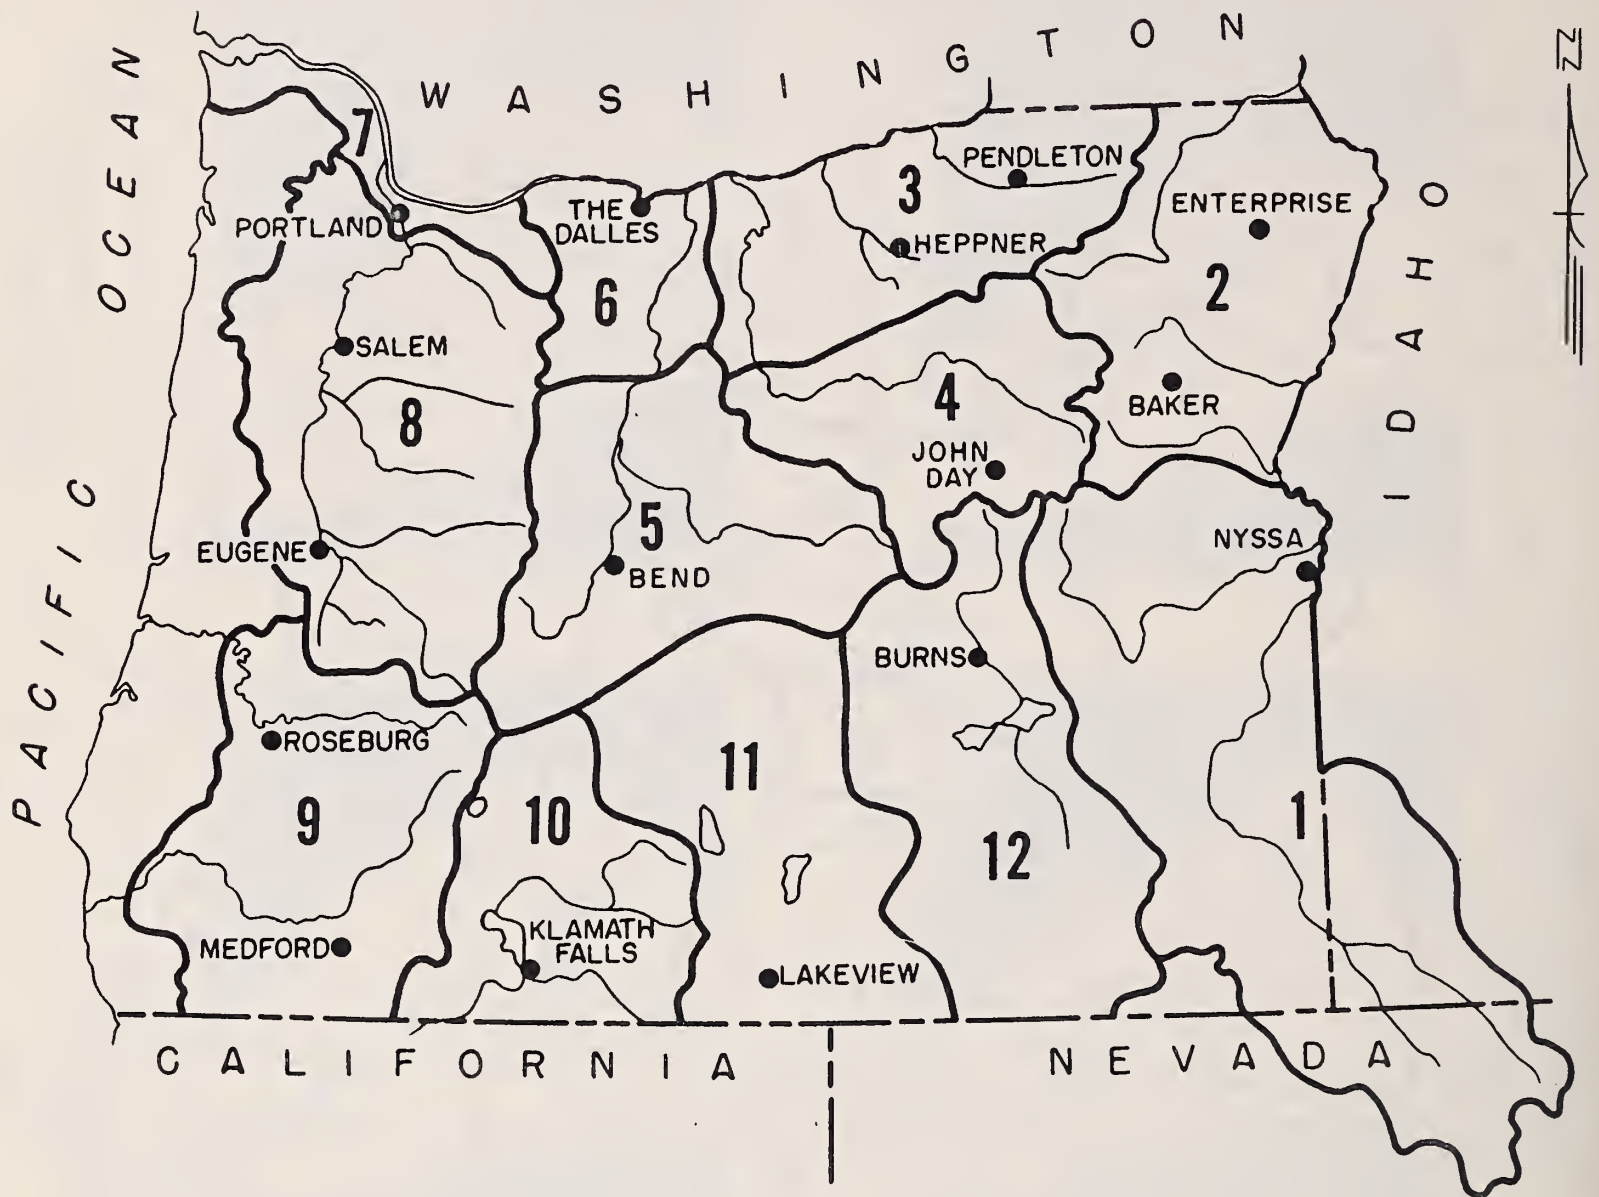 WASHINGTON
PACIFIC OCEAN
IDAHO
N
7
PENDLETON
3
THE
DALLES
ENTERPRISE
PORTLAND
HEPPNER
2
6
SALEM
BAKER
4
8
JOHN
DAY
5
NYSSA
EUGENE
BEND
BURNS
ROSEBURG
11
9
10
1
12
KLAMATH
FALLS
MEDFORD
LAKEVIEW
CALIFORNIA
NEVADA